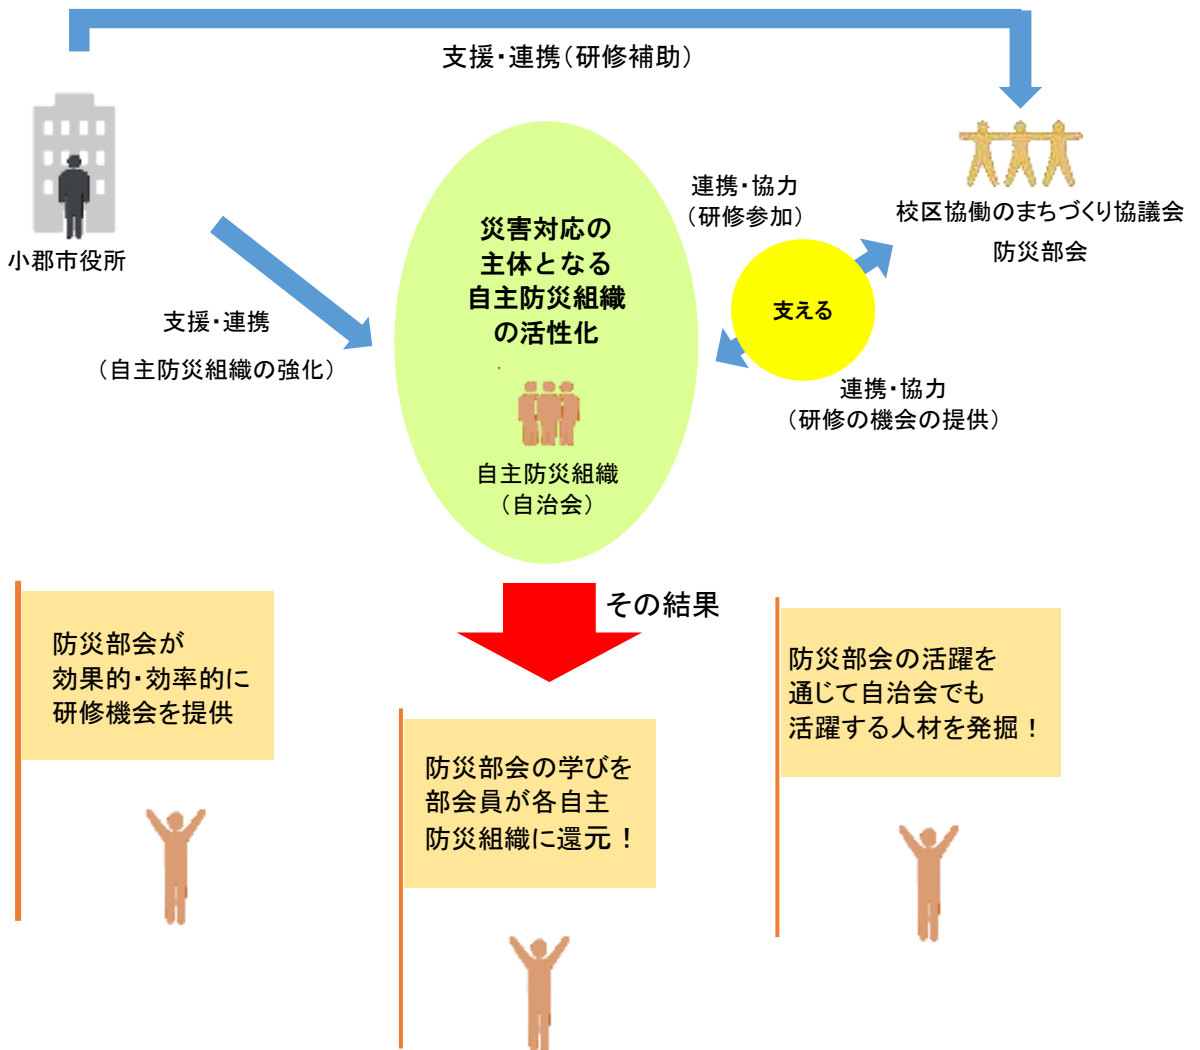 支援・連携（研修補助）
小郡市役所
支援・連携
（自主防災組織の強化）
災害対応の
主体となる
自主防災組織
の活性化
自主防災組織
（自治会）
連携・協力
（研修参加）
校区協働のまちづくり協議会
防災部会
支える
連携・協力
（研修の機会の提供）
その結果
防災部会が
効果的・効率的に
研修機会を提供
防災部会の学びを
部会員が各自主
防災組織に還元！
防災部会の活躍を
通じて自治会でも
活躍する人材を発掘！